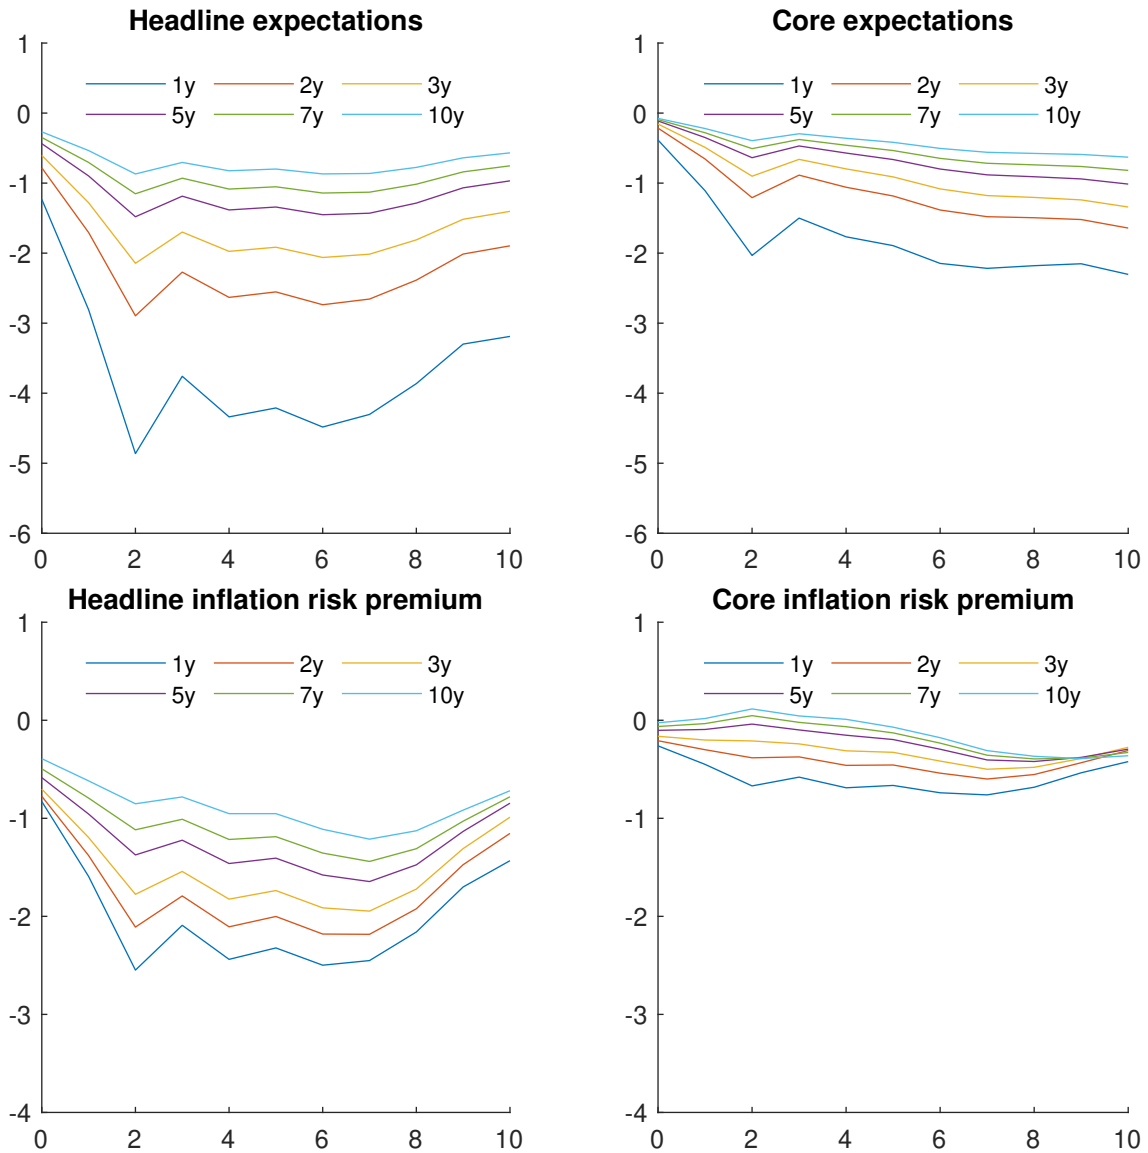 Headline expectations
1
0
-1
-2
-3
-4
-5
-6
1y 2y 3y
5y 7y 10y
0 2 4 6 8 10
Core expectations
1
0
-1
-2
-3
-4
-5
-6
1y 2y 3y
5y 7y 10y
0 2 4 6 8 10
Headline inflation risk premium
1
0
-1
-2
-3
-4
1y 2y 3y
5y 7y 10y
0 2 4 6 8 10
Core inflation risk premium
1
0
-1
-2
-3
-4
1y 2y 3y
5y 7y 10y
0 2 4 6 8 10